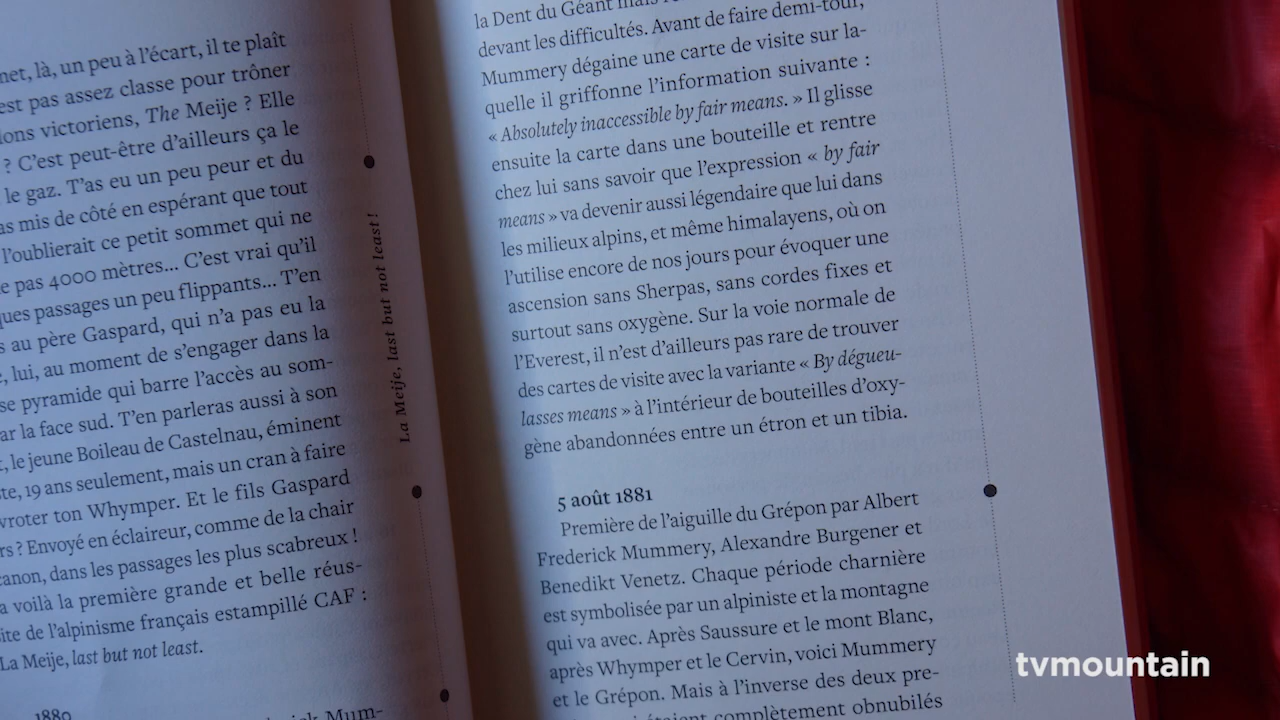 net, là, un peu à l'écart, il te plaît
est pas assez classe pour trôner
lons victoriens, The Meije ? Elle
? C'est peut-être d'ailleurs ça le
le gaz. T'as eu un peu peur et du
as mis de côté en espérant que tout
l'oublierait ce petit sommet qui ne
e pas 4000 mètres... C'est vrai qu'il
ques passages un peu flippants... T'en
s au père Gaspard, qui n'a pas eu la
, lui, au moment de s'engager dans la
se pyramide qui barre l'accès au som-
ar la face sud. T'en parleras aussi à son
t, le jeune Boileau de Castelnau, éminent
te, 19 ans seulement, mais un cran à faire
vroter ton Whymper. Et le fils Gaspard
rs ? Envoyé en éclaireur, comme de la chair
canon, dans les passages les plus scabreux !
a voilà la première grande et belle réus-
ite de l'alpinisme français estampillé CAF :
La Meije, last but not least.
1880
rick Mum-
La Meije, last but not least !
la Dent du Géant mais
devant les difficultés. Avant de faire demi-tour,
Mummery dégaine une carte de visite sur la-
quelle il griffonne l'information suivante :
« Absolutely inaccessible by fair means. » Il glisse
ensuite la carte dans une bouteille et rentre
chez lui sans savoir que l'expression « by fair
means » va devenir aussi légendaire que lui dans
les milieux alpins, et même himalayens, où on
l'utilise encore de nos jours pour évoquer une
ascension sans Sherpas, sans cordes fixes et
surtout sans oxygène. Sur la voie normale de
l'Everest, il n'est d'ailleurs pas rare de trouver
des cartes de visite avec la variante « By dégueu-
lasses means » à l'intérieur de bouteilles d'oxy-
gène abandonnées entre un étron et un tibia.
5 août 1881
Première de l'aiguille du Grépon par Albert
Frederick Mummery, Alexandre Burgener et
Benedikt Venetz. Chaque période charnière
est symbolisée par un alpiniste et la montagne
qui va avec. Après Saussure et le mont Blanc,
après Whymper et le Cervin, voici Mummery
et le Grépon. Mais à l'inverse des deux pre-
étaient complètement obnubilés
tvmountain